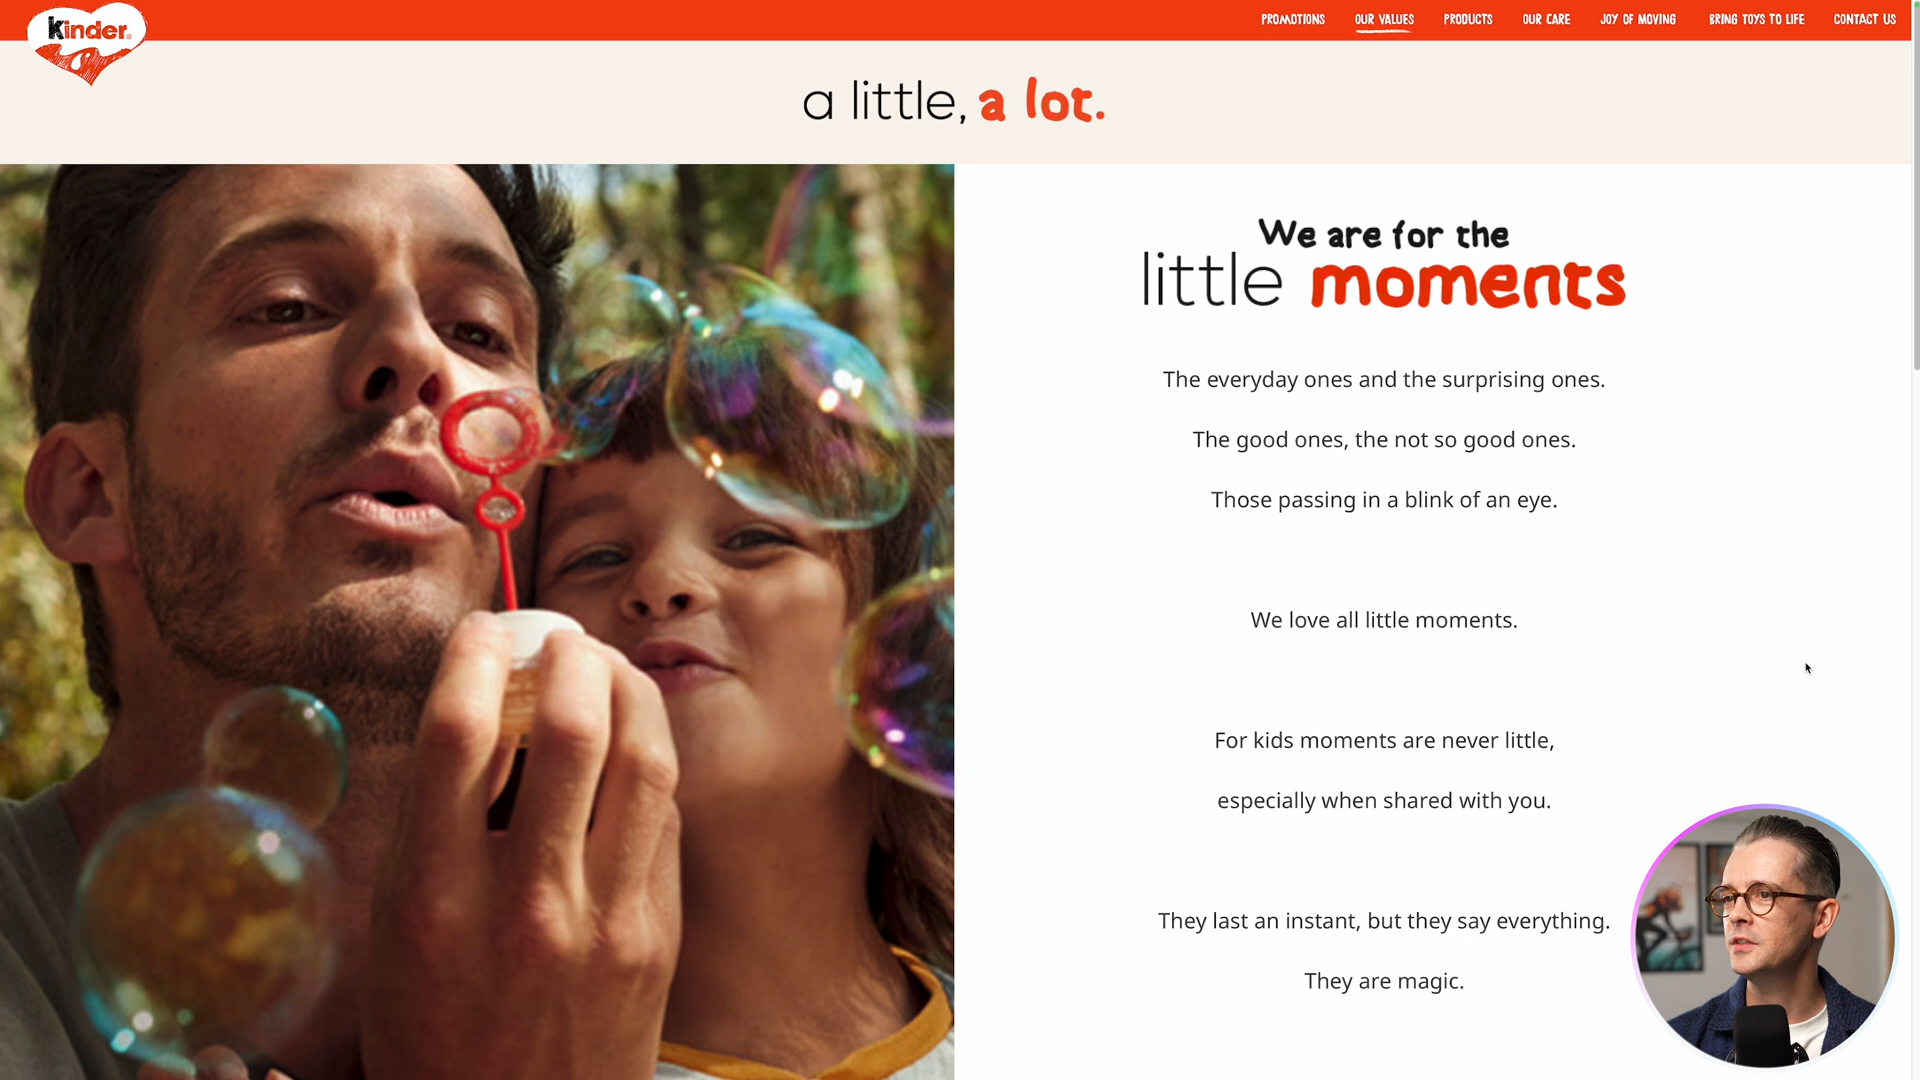 kinder
PROMOTIONS
OUR VALUES
PRODUCTS
OUR CARE
JOY OF MOVING
BRING TOYS TO LIFE
CONTACT US
a little, a lot.
We are for the
little moments
The everyday ones and the surprising ones.
The good ones, the not so good ones.
Those passing in a blink of an eye.
We love all little moments.
For kids moments are never little,
especially when shared with you.
They last an instant, but they say everything.
They are magic.